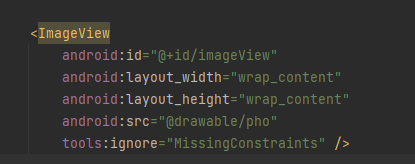 <ImageView
android:id="@+id/imageView"
android:layout_width="wrap_content"
android:layout_height="wrap_content"
android:src="@drawable/pho"
tools:ignore="MissingConstraints" />